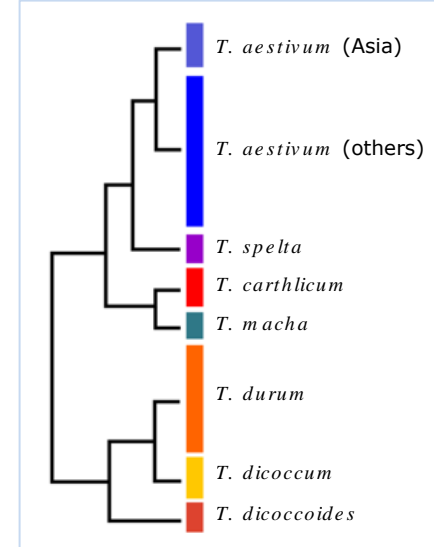 T. aestivum (Asia)
T. aestivum (others)
T. spelta
T. carthlicum
T. macha
T. durum
T. dicoccum
T. dicoccoides